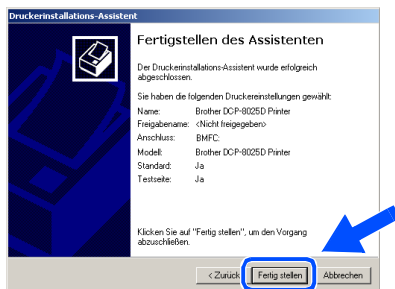 Druckerinstallations-Assistent
Fertigstellen des Assistenten
Der Druckerinstallations-Assistent wurde erfolgreich
abgeschlossen.
Sie haben die folgenden Druckereinstellungen gewählt:
Name: Brother DCP-8025D Printer
Freigabename: <Nicht freigegeben>
Anschluss: BMFC:
Modell: Brother DCP-8025D Printer
Standard: Ja
Testseite: Ja
Klicken Sie auf "Fertig stellen", um den Vorgang
abzuschließen.
< Zurück Fertig stellen Abbrechen